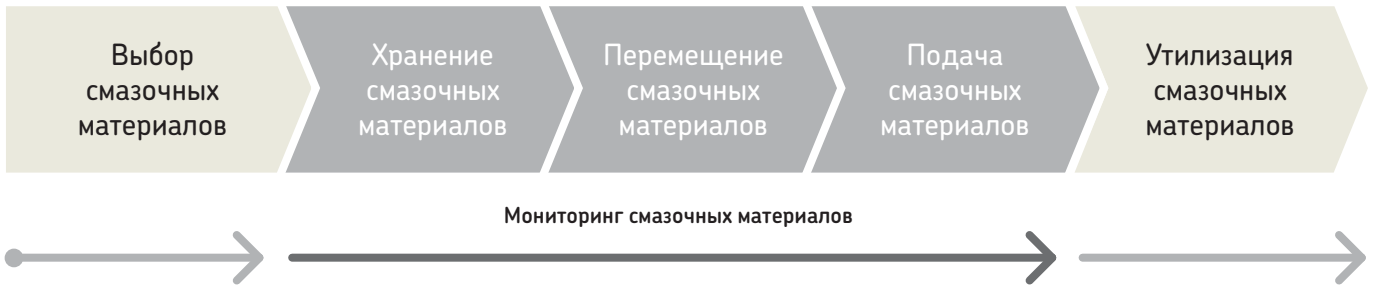 Выбор
смазочных
материалов
Хранение
смазочных
материалов
Перемещение
смазочных
материалов
Подача
смазочных
материалов
Утилизация
смазочных
материалов
Мониторинг смазочных материалов